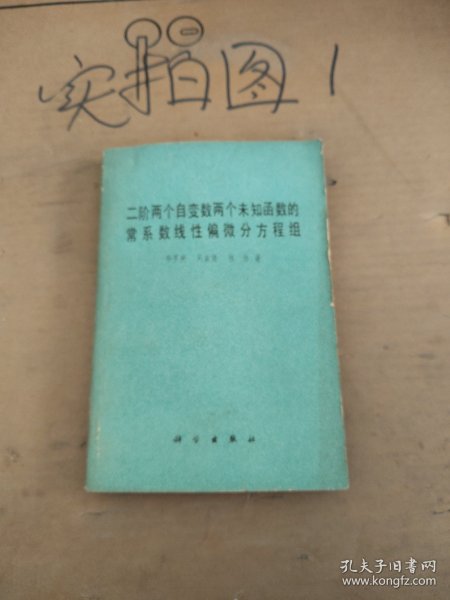 实拍图1
二阶两个自变数两个未知函数的
常系数线性偏微分方程组
科学出版社
孔夫子旧书网
www.kongfz.com